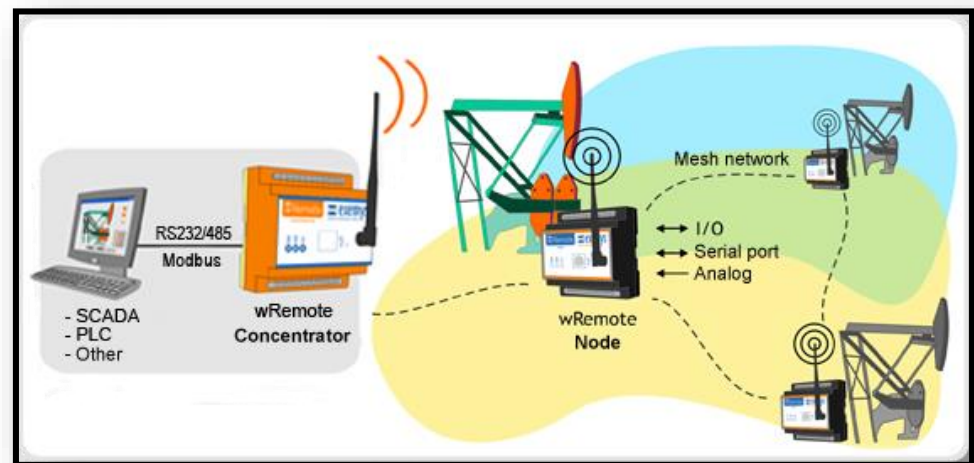 RS232/485
Modbus
- SCADA
- PLC
- Other
wRemote
Concentrator
Mesh network
I/O
Serial port
Analog
wRemote
Node